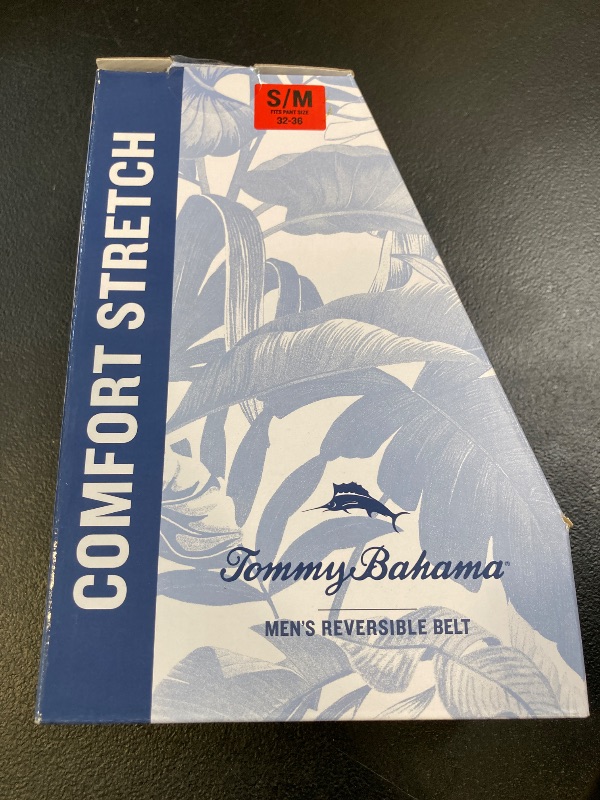 S/M
FITS PANT SIZE
32-36
COMFORT STRETCH
Tommy Bahama
MEN'S REVERSIBLE BELT